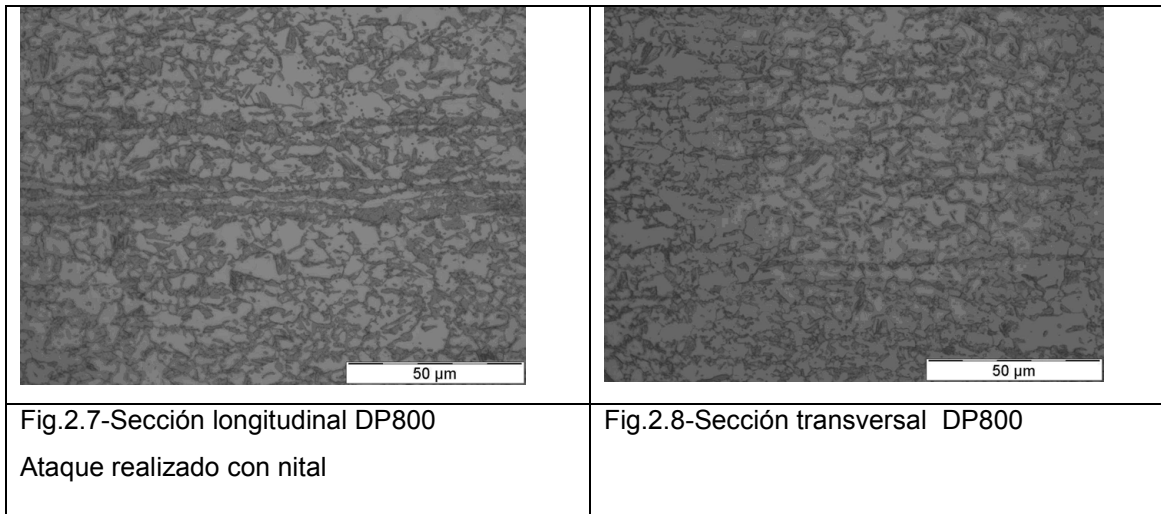 50 µm
50 µm
Fig.2.7-Sección longitudinal DP800
Ataque realizado con nital
Fig.2.8-Sección transversal  DP800